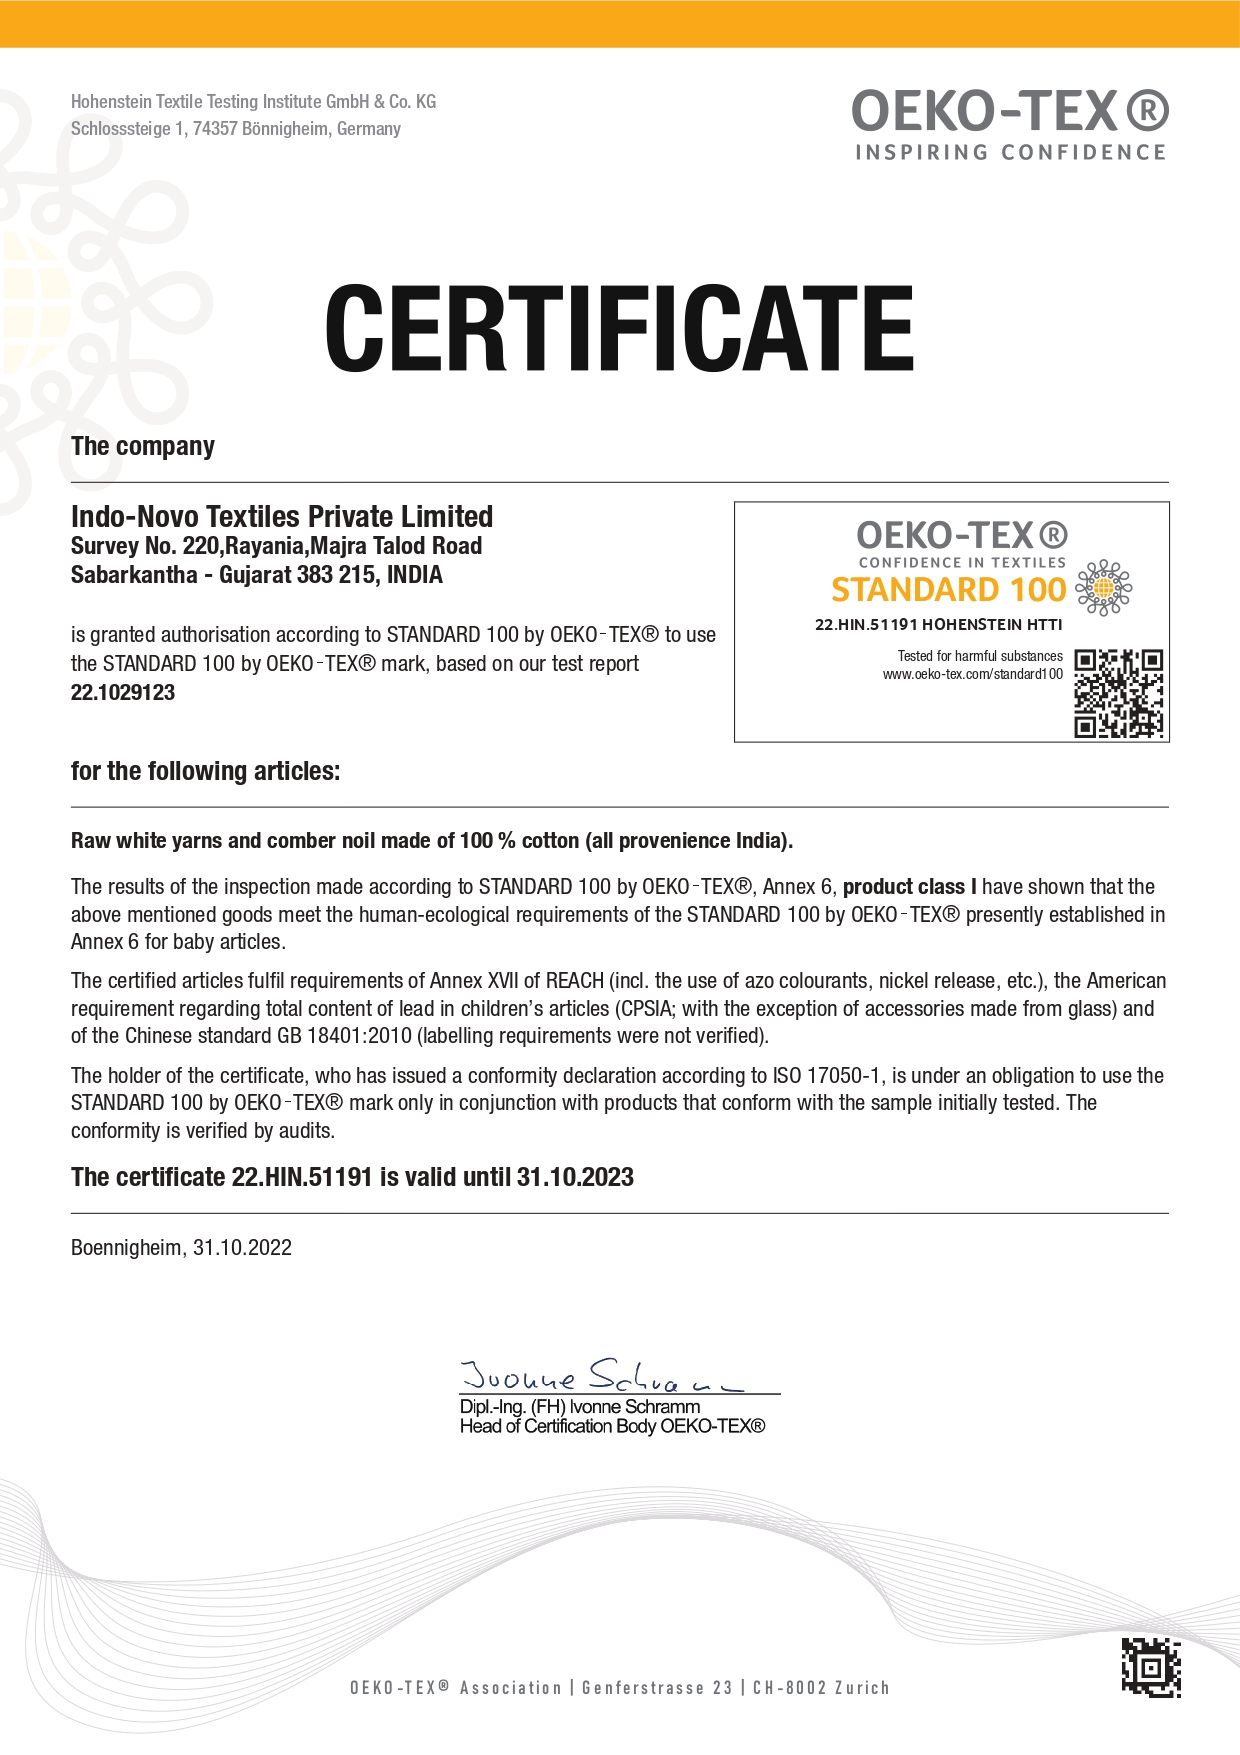 Hohenstein Textile Testing Institute GmbH & Co. KG
Schlosssteige 1, 74357 Bönnigheim, Germany
OEKO-TEX®
INSPIRING CONFIDENCE
CERTIFICATE
The company
Indo-Novo Textiles Private Limited
Survey No. 220,Rayania,Majra Talod Road
Sabarkantha - Gujarat 383 215, INDIA
is granted authorisation according to STANDARD 100 by OEKO-TEX® to use
the STANDARD 100 by OEKO-TEX® mark, based on our test report
22.1029123
OEKO-TEX®
CONFIDENCE IN TEXTILES
STANDARD 100
22.HIN.51191 HOHENSTEIN HTTI
Tested for harmful substances
www.oeko-tex.com/standard100
for the following articles:
Raw white yarns and comber noil made of 100 % cotton (all provenience India).
The results of the inspection made according to STANDARD 100 by OEKO-TEX®, Annex 6, product class I have shown that the
above mentioned goods meet the human-ecological requirements of the STANDARD 100 by OEKO-TEX® presently established in
Annex 6 for baby articles.
The certified articles fulfil requirements of Annex XVII of REACH (incl. the use of azo colourants, nickel release, etc.), the American
requirement regarding total content of lead in children's articles (CPSIA; with the exception of accessories made from glass) and
of the Chinese standard GB 18401:2010 (labelling requirements were not verified).
The holder of the certificate, who has issued a conformity declaration according to ISO 17050-1, is under an obligation to use the
STANDARD 100 by OEKO-TEX® mark only in conjunction with products that conform with the sample initially tested. The
conformity is verified by audits.
The certificate 22.HIN.51191 is valid until 31.10.2023
Boennigheim, 31.10.2022
Ivonne Schramm
Dipl.-Ing. (FH) Ivonne Schramm
Head of Certification Body OEKO-TEX®
OEKO-TEX® Association | Genferstrasse 23 | CH-8002 Zurich